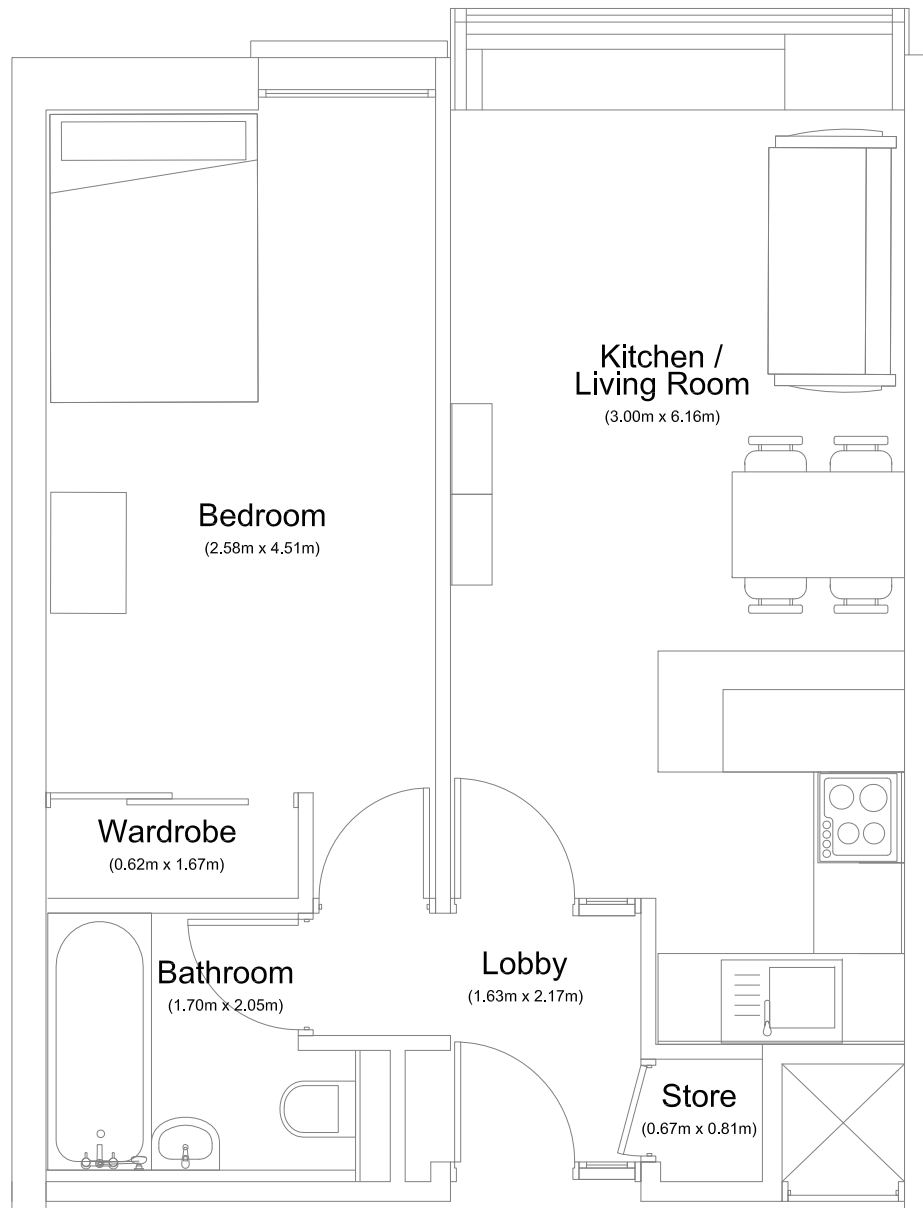 Kitchen /
Living Room
(3.00m x 6.16m)
Bedroom
(2.58m x 4.51m)
Wardrobe
(0.62m x 1.67m)
Bathroom
(1.70m x 2.05m)
Lobby
(1.63m x 2.17m)
Store
(0.67m x 0.81m)